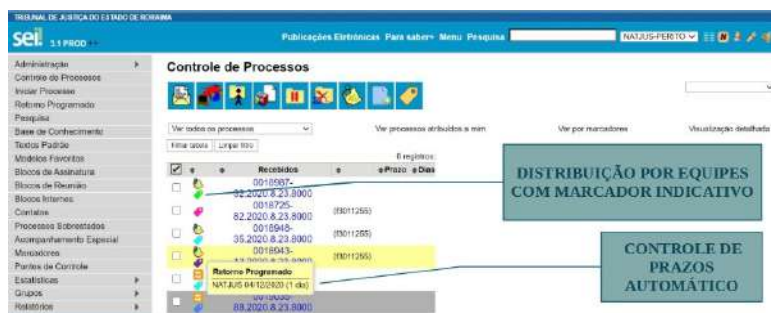 TRIBUNAL DE JUSTIÇA DO ESTADO DE RORAIMA
sei! 3.1 PROD
Publicações Eletrônicas Para saber+ Menu Pesquisa NATJUS-PERITO
Administração
Controle de Processos
Iniciar Processo
Retorno Programado
Pesquisa
Base de Conhecimento
Textos Padrão
Modelos Favoritos
Blocos de Assinatura
Blocos de Reunião
Blocos Internos
Contatos
Processos Sobrestados
Acompanhamento Especial
Marcadores
Pontos de Controle
Estatísticas
Grupos
Relatórios
Controle de Processos
Ver todos os processos Ver processos atribuídos a mim Ver por marcadores Visualização detalhada
Filtrar tabela Limpar filtro
6 registros:
Recebidos Prazo Dias
0018987-
32.2020.8.23.8000
0018725-
82.2020.8.23.8000 (f3011255)
0018948-
35.2020.8.23.8000 (f3011255)
0018943-
(f3011255)
Retorno Programado
NATJUS 04/12/2020 (1 dia)
88.2020.8.23.8000
DISTRIBUIÇÃO POR EQUIPES
COM MARCADOR INDICATIVO
CONTROLE DE
PRAZOS
AUTOMÁTICO